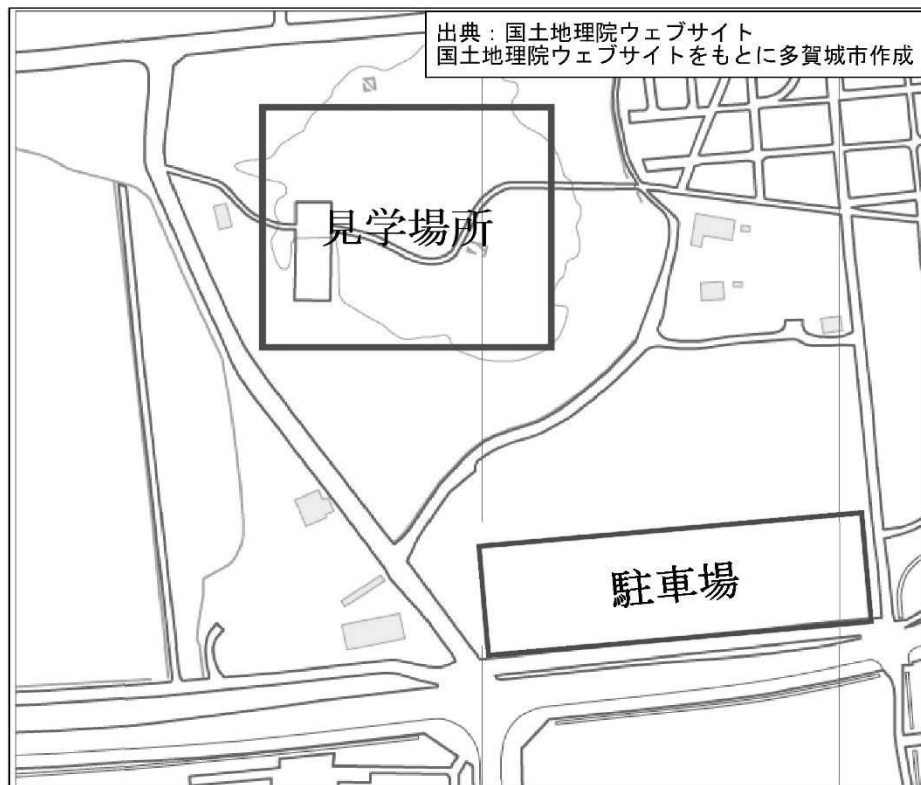 出典：国土地理院ウェブサイト
国土地理院ウェブサイトをもとに多賀城市作成
見学場所
駐車場